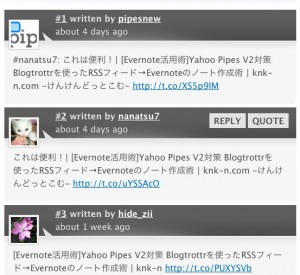 #1 written by pipesnew
about 4 days ago
pip
#nanatsu7: これは便利！| [Evernote活用術]Yahoo Pipes V2対策
Blogtrottrを使ったRSSフィード→Evernoteのノート作成術 | knk-
n.com -けんけんどっとこむ- http://t.co/XS5p9IM
#2 written by nanatsu7
about 4 days ago
REPLY QUOTE
これは便利！| [Evernote活用術]Yahoo Pipes V2対策 Blogtrottrを使
ったRSSフィード→Evernoteのノート作成術 | knk-n.com -けんけ
んどっとこむ- http://t.co/uYSSAcO
#3 written by hide_zii
about 1 week ago
[Evernote活用術]Yahoo Pipes V2対策 Blogtrottrを使ったRSSフィー
ド→Evernoteのノート作成術 | knk-n http://t.co/PUXYSVb